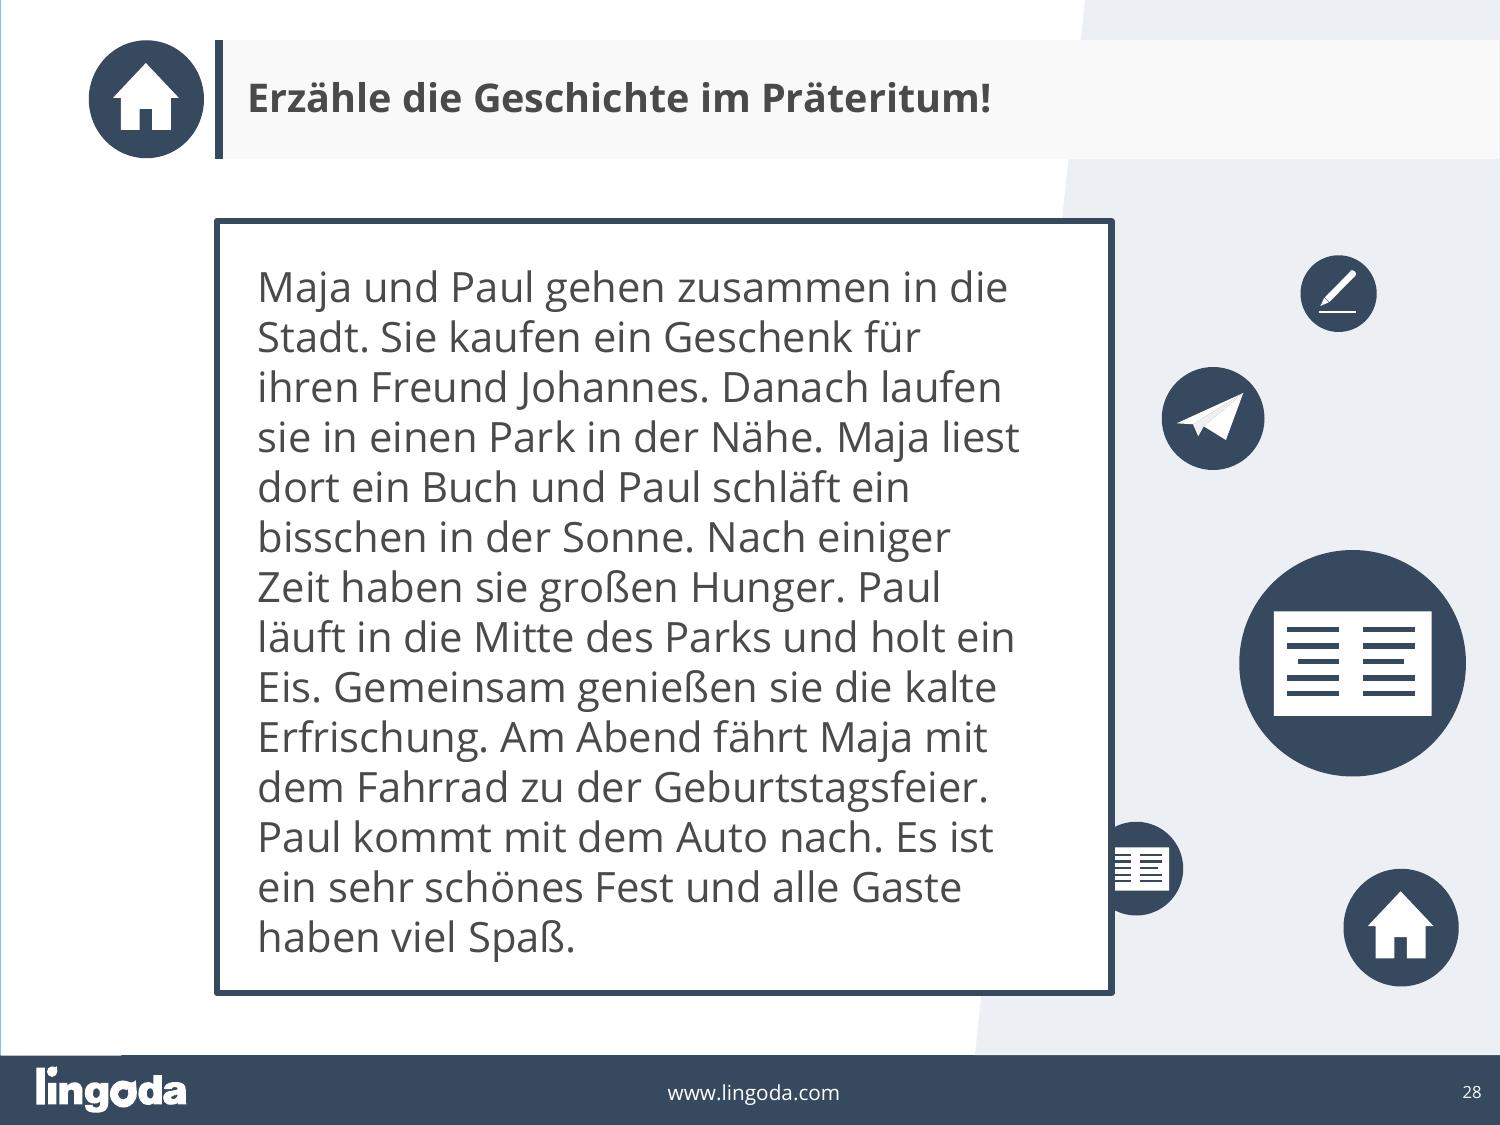 Erzähle die Geschichte im Präteritum!
Maja und Paul gehen zusammen in die
Stadt. Sie kaufen ein Geschenk für
ihren Freund Johannes. Danach laufen
sie in einen Park in der Nähe. Maja liest
dort ein Buch und Paul schläft ein
bisschen in der Sonne. Nach einiger
Zeit haben sie großen Hunger. Paul
läuft in die Mitte des Parks und holt ein
Eis. Gemeinsam genießen sie die kalte
Erfrischung. Am Abend fährt Maja mit
dem Fahrrad zu der Geburtstagsfeier.
Paul kommt mit dem Auto nach. Es ist
ein sehr schönes Fest und alle Gaste
haben viel Spaß.
lingoda
www.lingoda.com
28